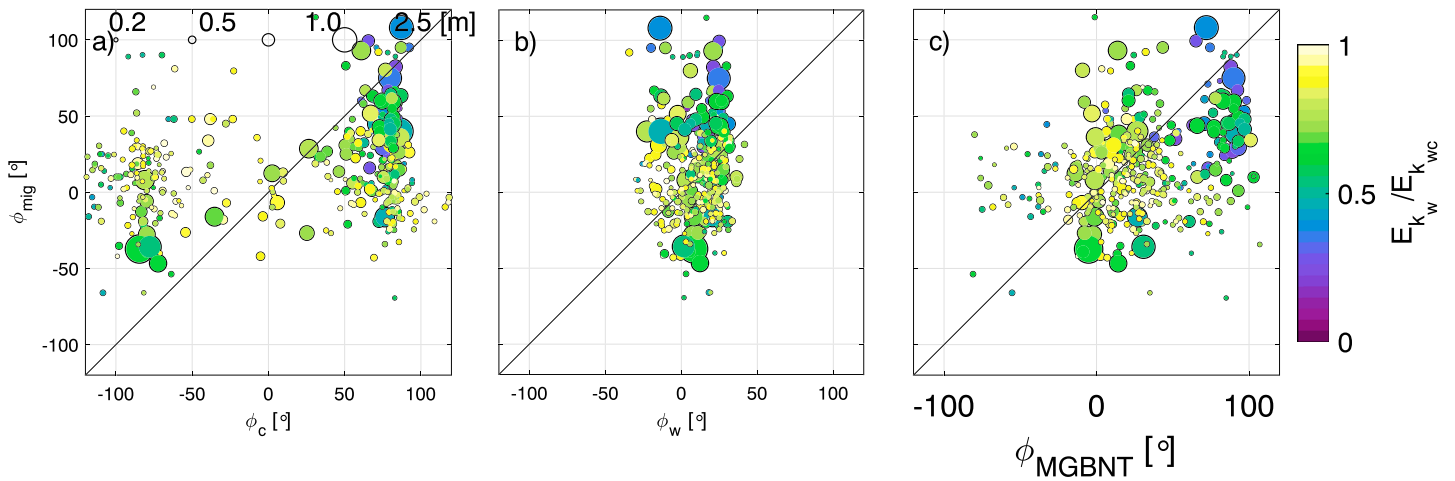 0.2 0.5 1.0 2.5 [m]
a) b) c)
100
50
0
-50
-100
ϕmig [°]
-100 -50 0 50 100
ϕc [°]
-100 -50 0 50 100
ϕw [°]
-100 0 100
ϕMGBNT [°]
1
0.5
0
Ekw/Ekwc